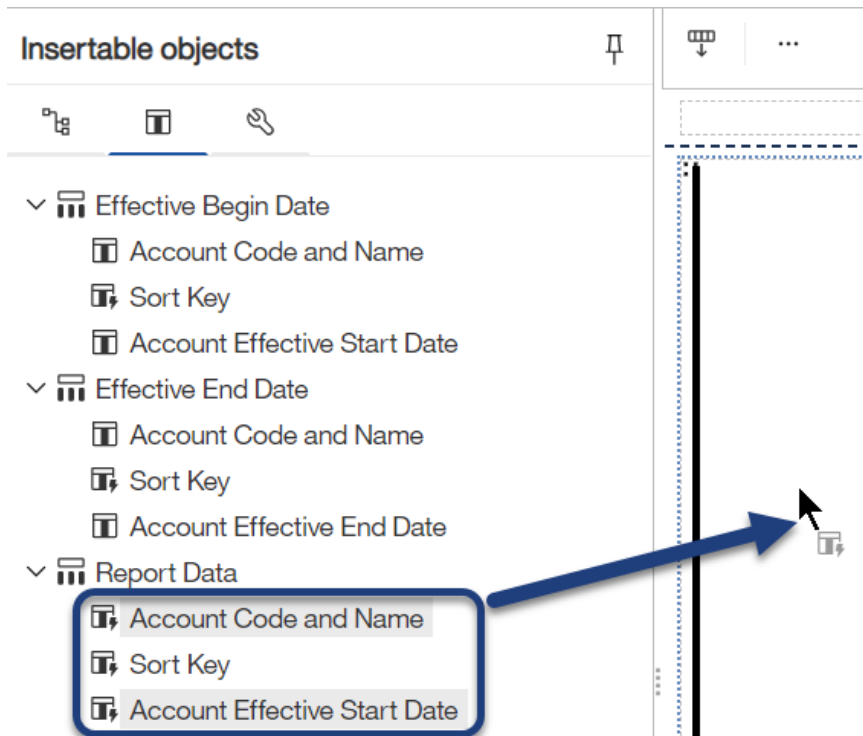 Insertable objects
Effective Begin Date
Account Code and Name
Sort Key
Account Effective Start Date
Effective End Date
Account Code and Name
Sort Key
Account Effective End Date
Report Data
Account Code and Name
Sort Key
Account Effective Start Date